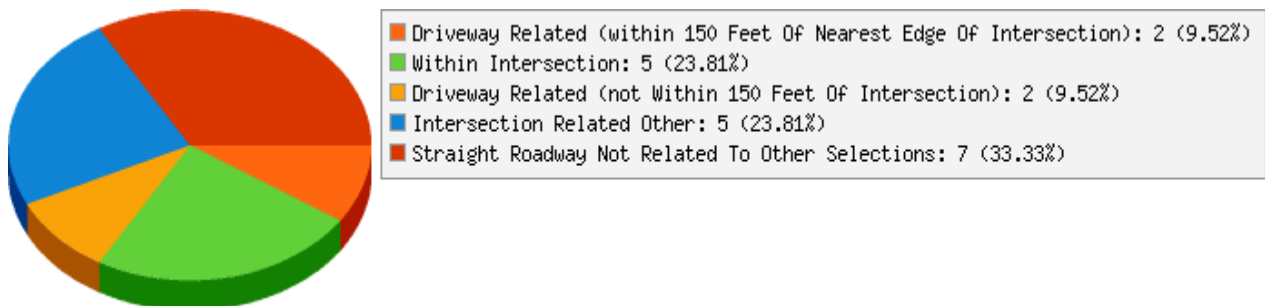 Driveway Related (within 150 Feet Of Nearest Edge Of Intersection): 2 (9.52%)
Within Intersection: 5 (23.81%)
Driveway Related (not Within 150 Feet Of Intersection): 2 (9.52%)
Intersection Related Other: 5 (23.81%)
Straight Roadway Not Related To Other Selections: 7 (33.33%)